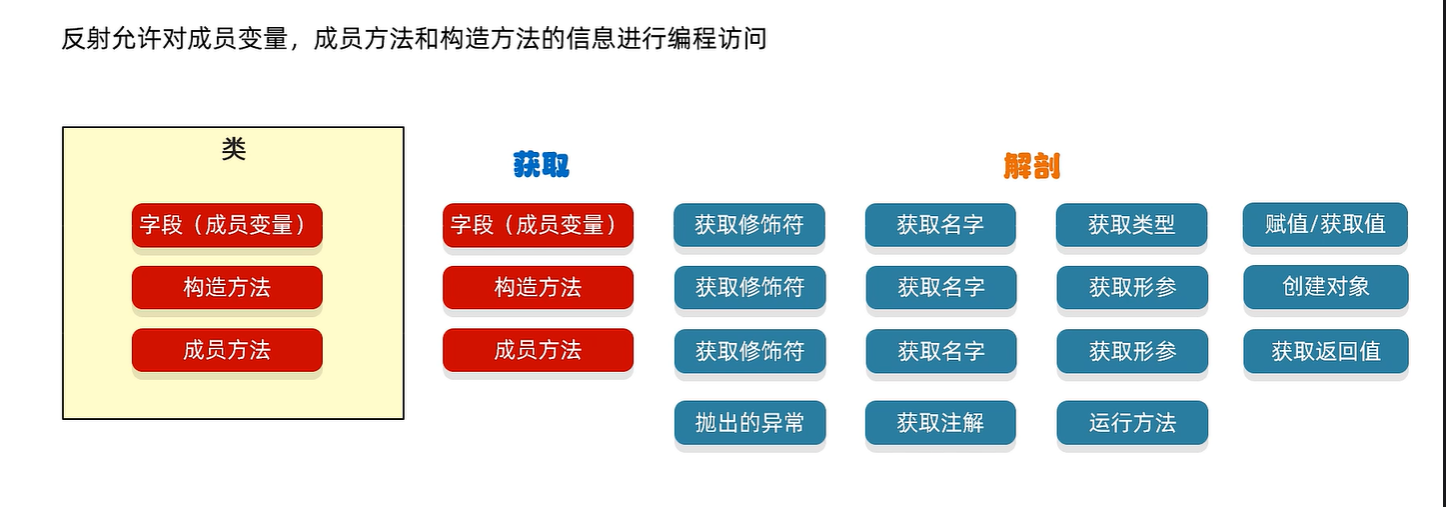 反射允许对成员变量，成员方法和构造方法的信息进行编程访问
类
获取
解剖
字段（成员变量）
字段（成员变量）
获取修饰符
获取名字
获取类型
赋值/获取值
构造方法
构造方法
获取修饰符
获取名字
获取形参
创建对象
成员方法
成员方法
获取修饰符
获取名字
获取形参
获取返回值
抛出的异常
获取注解
运行方法